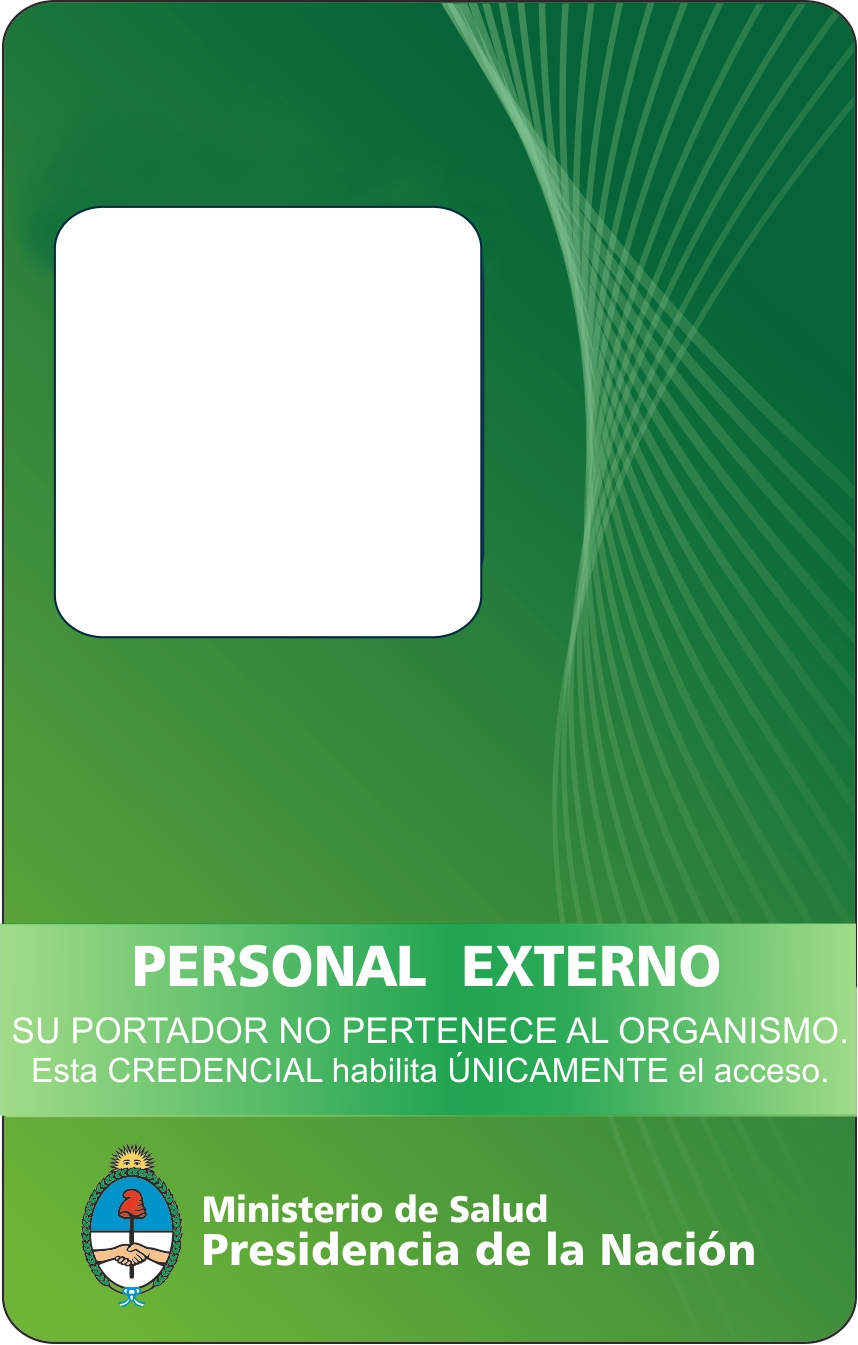 PERSONAL EXTERNO
SU PORTADOR NO PERTENECE AL ORGANISMO.
Esta CREDENCIAL habilita ÚNICAMENTE el acceso.
Ministerio de Salud
Presidencia de la Nación